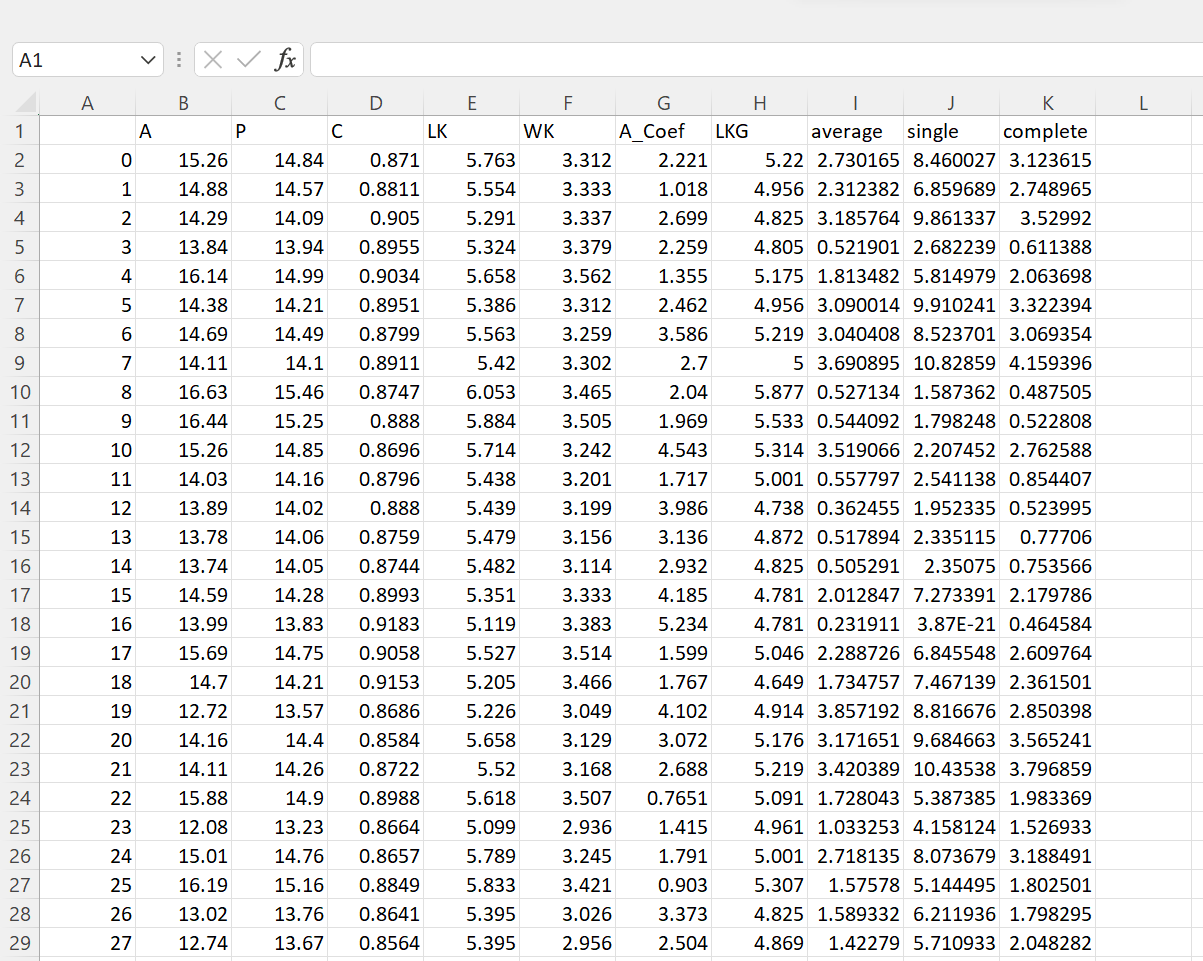 A1 fx
A B C D E F G H I J K L
1 A P C LK WK A_Coef LKG average single complete
2 0 15.26 14.84 0.871 5.763 3.312 2.221 5.22 2.730165 8.460027 3.123615
3 1 14.88 14.57 0.8811 5.554 3.333 1.018 4.956 2.312382 6.859689 2.748965
4 2 14.29 14.09 0.905 5.291 3.337 2.699 4.825 3.185764 9.861337 3.52992
5 3 13.84 13.94 0.8955 5.324 3.379 2.259 4.805 0.521901 2.682239 0.611388
6 4 16.14 14.99 0.9034 5.658 3.562 1.355 5.175 1.813482 5.814979 2.063698
7 5 14.38 14.21 0.8951 5.386 3.312 2.462 4.956 3.090014 9.910241 3.322394
8 6 14.69 14.49 0.8799 5.563 3.259 3.586 5.219 3.040408 8.523701 3.069354
9 7 14.11 14.1 0.8911 5.42 3.302 2.7 5 3.690895 10.82859 4.159396
10 8 16.63 15.46 0.8747 6.053 3.465 2.04 5.877 0.527134 1.587362 0.487505
11 9 16.44 15.25 0.888 5.884 3.505 1.969 5.533 0.544092 1.798248 0.522808
12 10 15.26 14.85 0.8696 5.714 3.242 4.543 5.314 3.519066 2.207452 2.762588
13 11 14.03 14.16 0.8796 5.438 3.201 1.717 5.001 0.557797 2.541138 0.854407
14 12 13.89 14.02 0.888 5.439 3.199 3.986 4.738 0.362455 1.952335 0.523995
15 13 13.78 14.06 0.8759 5.479 3.156 3.136 4.872 0.517894 2.335115 0.77706
16 14 13.74 14.05 0.8744 5.482 3.114 2.932 4.825 0.505291 2.35075 0.753566
17 15 14.59 14.28 0.8993 5.351 3.333 4.185 4.781 2.012847 7.273391 2.179786
18 16 13.99 13.83 0.9183 5.119 3.383 5.234 4.781 0.231911 3.87E-21 0.464584
19 17 15.69 14.75 0.9058 5.527 3.514 1.599 5.046 2.288726 6.845548 2.609764
20 18 14.7 14.21 0.9153 5.205 3.466 1.767 4.649 1.734757 7.467139 2.361501
21 19 12.72 13.57 0.8686 5.226 3.049 4.102 4.914 3.857192 8.816676 2.850398
22 20 14.16 14.4 0.8584 5.658 3.129 3.072 5.176 3.171651 9.684663 3.565241
23 21 14.11 14.26 0.8722 5.52 3.168 2.688 5.219 3.420389 10.43538 3.796859
24 22 15.88 14.9 0.8988 5.618 3.507 0.7651 5.091 1.728043 5.387385 1.983369
25 23 12.08 13.23 0.8664 5.099 2.936 1.415 4.961 1.033253 4.158124 1.526933
26 24 15.01 14.76 0.8657 5.789 3.245 1.791 5.001 2.718135 8.073679 3.188491
27 25 16.19 15.16 0.8849 5.833 3.421 0.903 5.307 1.57578 5.144495 1.802501
28 26 13.02 13.76 0.8641 5.395 3.026 3.373 4.825 1.589332 6.211936 1.798295
29 27 12.74 13.67 0.8564 5.395 2.956 2.504 4.869 1.42279 5.710933 2.048282